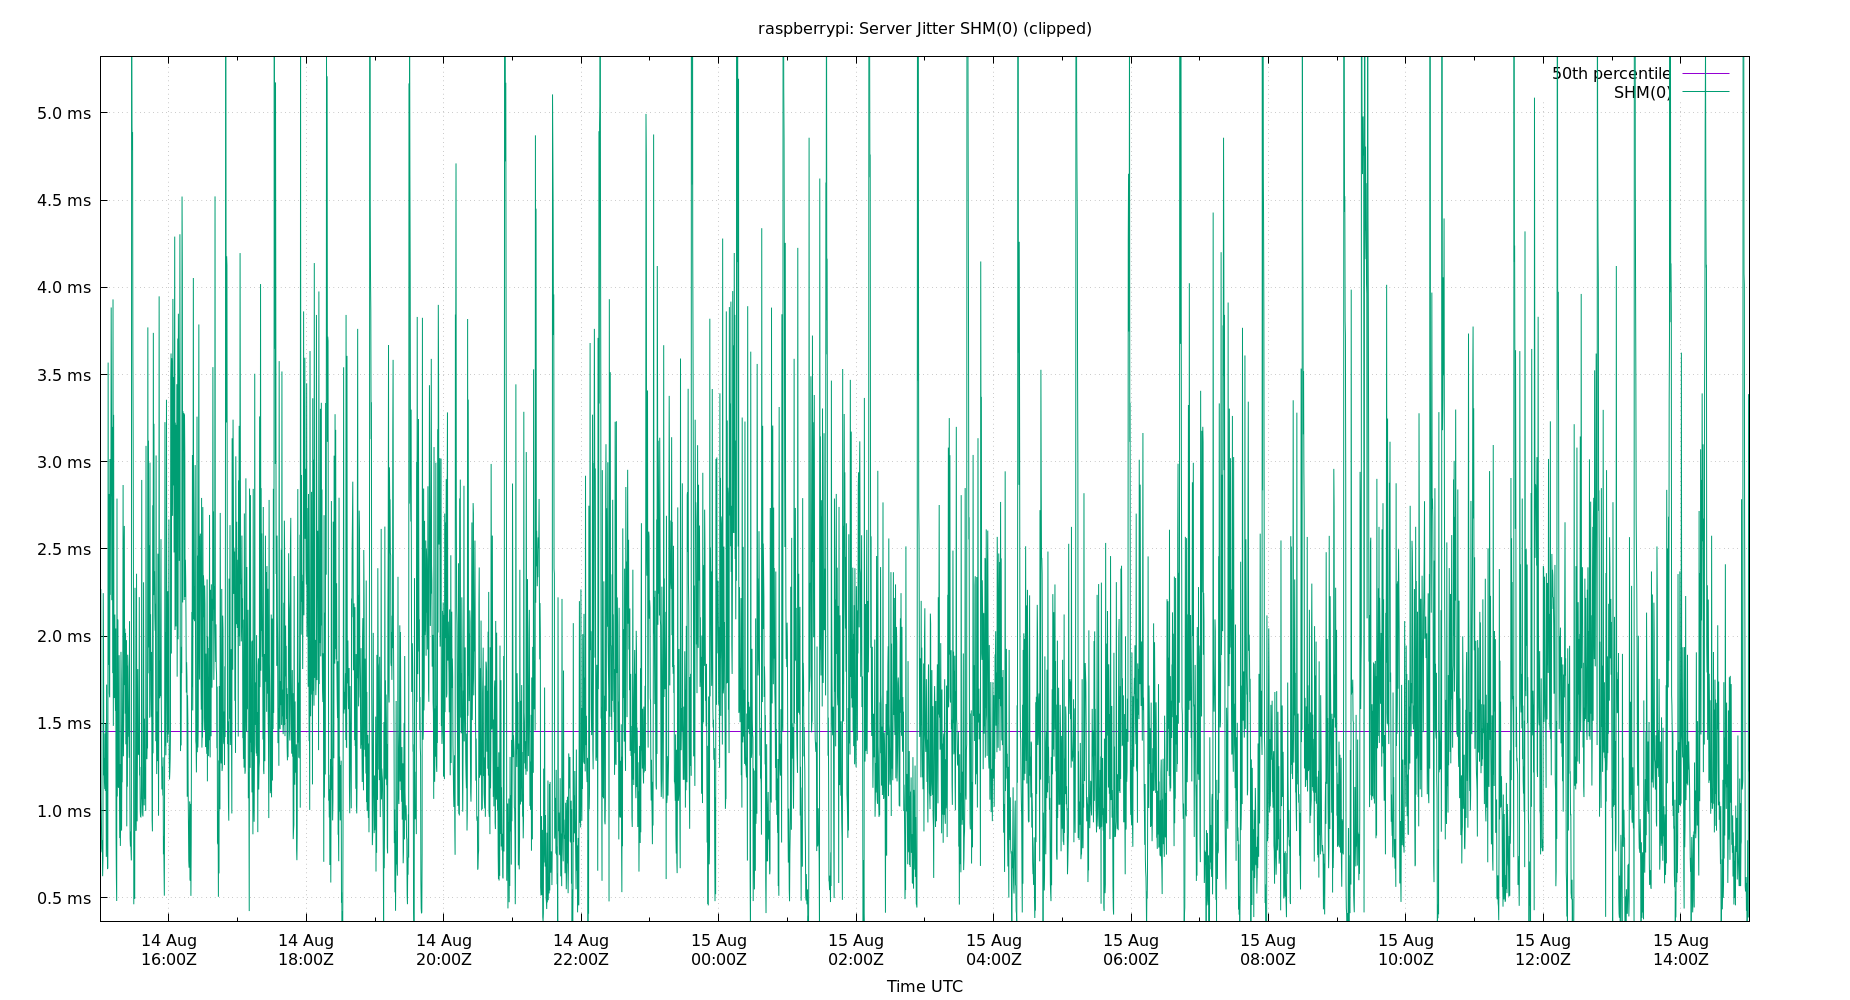 raspberrypi: Server Jitter SHM(0) (clipped)
50th percentile
SHM(0)
5.0 ms
4.5 ms
4.0 ms
3.5 ms
3.0 ms
2.5 ms
2.0 ms
1.5 ms
1.0 ms
0.5 ms
14 Aug 14 Aug 14 Aug 14 Aug 15 Aug 15 Aug 15 Aug 15 Aug 15 Aug 15 Aug 15 Aug 15 Aug
16:00Z 18:00Z 20:00Z 22:00Z 00:00Z 02:00Z 04:00Z 06:00Z 08:00Z 10:00Z 12:00Z 14:00Z
Time UTC